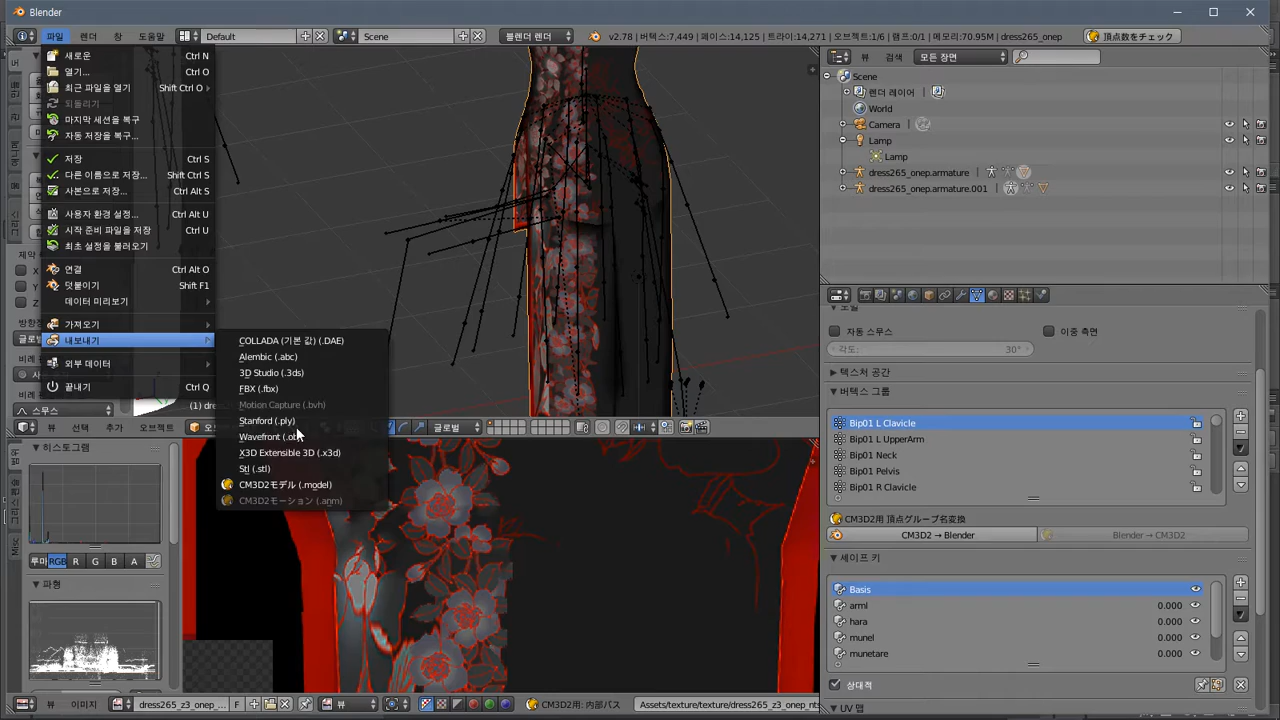 Blender
파일 렌더 창 도움말 Default Scene 블렌더 렌더 v2.78 | 버텍스:7,449 | 페이스:14,125 | 트라이:14,271 | 오브젝트:1/6 | 램프:0/1 | 메모리:70.95M | dress265_onep 頂点数をチェック
새로운 Ctrl N
열기... Ctrl O
최근 파일을 열기 Shift Ctrl O
되돌리기
마지막 세션을 복구
자동 저장을 복구...
저장 Ctrl S
다른 이름으로 저장... Shift Ctrl S
사본으로 저장... Ctrl Alt S
사용자 환경 설정... Ctrl Alt U
시작 준비 파일을 저장 Ctrl U
최초 설정을 불러오기
연결 Ctrl Alt O
덧붙이기 Shift F1
데이터 미리보기
가져오기
내보내기
외부 데이터
끝내기 Ctrl Q
COLLADA (기본 값) (.DAE)
Alembic (.abc)
3D Studio (.3ds)
FBX (.fbx)
Motion Capture (.bvh)
Stanford (.ply)
Wavefront (.obj)
X3D Extensible 3D (.x3d)
Stl (.stl)
CM3D2モデル (.model)
CM3D2モーション (.anm)
제약
X
스무스
(1) dres
뷰 선택 추가 오브젝트 글로벌
뷰 검색 모든 장면
Scene
렌더 레이어
World
Camera
Lamp
Lamp
dress265_onep.armature
dress265_onep.armature.001
자동 스무스 이중 측면
각도: 30°
텍스처 공간
버텍스 그룹
Bip01 L Clavicle
Bip01 L UpperArm
Bip01 Neck
Bip01 Pelvis
Bip01 R Clavicle
CM3D2用 頂点グループ名変換
CM3D2 → Blender Blender → CM3D2
셰이프 키
Basis
arml 0.000
hara 0.000
munel 0.000
munetare 0.000
상대적
UV 맵
히스토그램
루마 RGB R G B A
파형
Misc
뷰 이미지 dress265_z3_onep_... F 뷰 CM3D2用: 内部パス Assets/texture/texture/dress265_z3_onep_nts